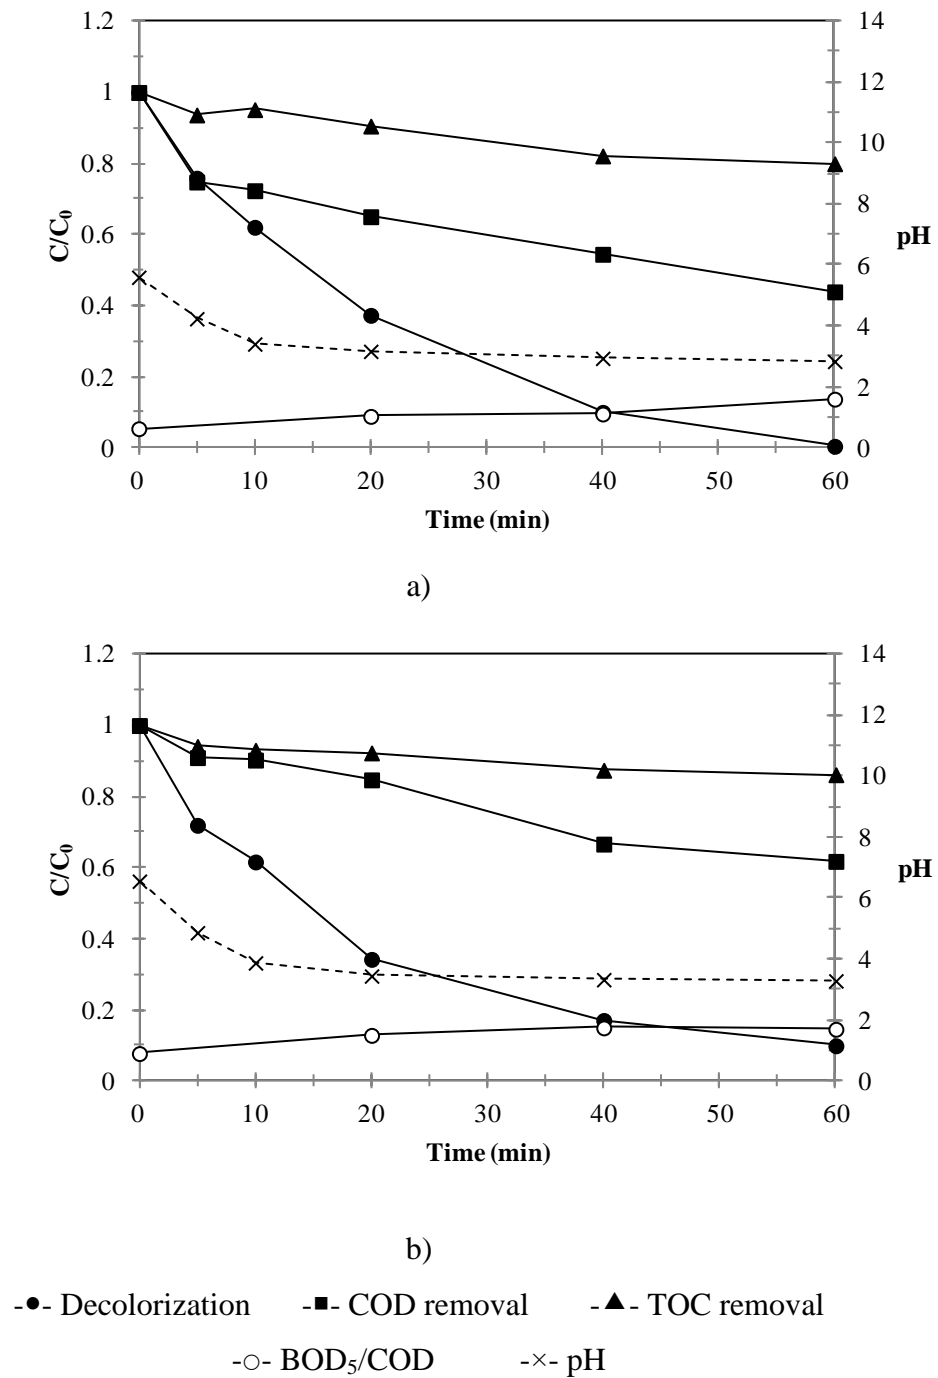 1.2
1
0.8
0.6
0.4
0.2
0
C/C0
14
12
10
8
6
4
2
0
pH
0 10 20 30 40 50 60
Time (min)
a)
1.2
1
0.8
0.6
0.4
0.2
0
C/C0
14
12
10
8
6
4
2
0
pH
0 10 20 30 40 50 60
Time (min)
b)
-●- Decolorization -■- COD removal -▲- TOC removal
-○- BOD5/COD -×- pH